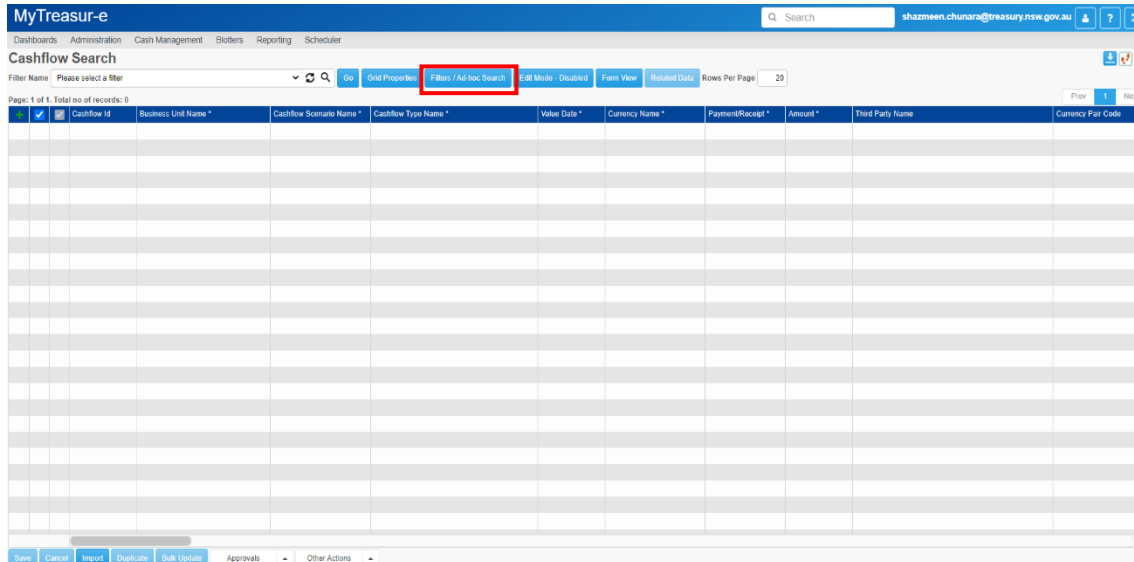 MyTreasur-e Search shazmeen.chunara@treasury.nsw.gov.au ?
Dashboards Administration Cash Management Blotters Reporting Scheduler
Cashflow Search
Filter Name Please select a filter Go Grid Properties Filters / Ad-hoc Search Edit Mode - Disabled Form View Related Data Rows Per Page 20
Page: 1 of 1. Total no of records: 0 Prev 1 Ne
Cashflow Id Business Unit Name * Cashflow Scenario Name * Cashflow Type Name * Value Date * Currency Name * Payment/Receipt * Amount * Third Party Name Currency Pair Code
Save Cancel Import Duplicate Bulk Update Approvals Other Actions